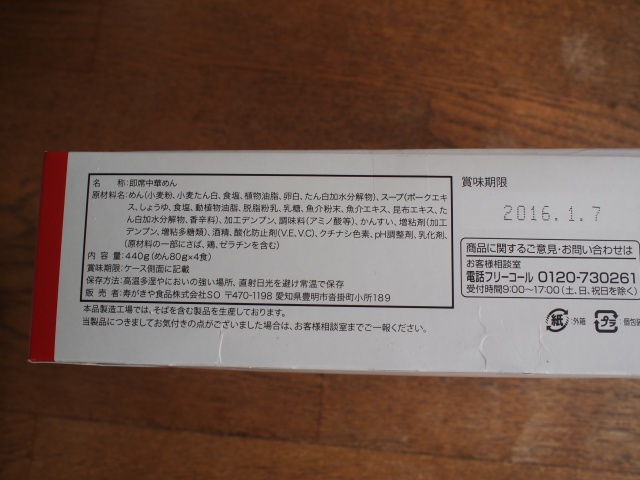 名　称:即席中華めん
原材料名:めん(小麦粉、小麦たん白、食塩、植物油脂、卵白、たん白加水分解物)、スープ(ポークエキ
ス、しょうゆ、食塩、動植物油脂、脱脂粉乳、乳糖、魚介粉末、魚介エキス、昆布エキス、た
ん白加水分解物、香辛料)、加工デンプン、調味料(アミノ酸等)、かんすい、増粘剤(加工
デンプン、増粘多糖類)、酒精、酸化防止剤(V.E,V.C)、クチナシ色素、pH調整剤、乳化剤、
(原材料の一部にさば、鶏、ゼラチンを含む)
内 容 量:440g(めん80g×4食)
賞味期限:ケース側面に記載
保存方法:高温多湿やにおいの強い場所、直射日光を避け常温で保存
販 売 者:寿がきや食品株式会社SO 〒470-1198 愛知県豊明市沓掛町小所189
本品製造工場では、そばを含む製品を生産しております。
当製品につきましてお気付きの点がございました場合は、お客様相談室までご一報ください。
賞味期限
2016.1.7
商品に関するご意見・お問い合わせは
お客様相談室
電話フリーコール 0120-730261
受付時間9:00〜17:00(土、日、祝日を除く)
紙 :外箱
プラ :個包装